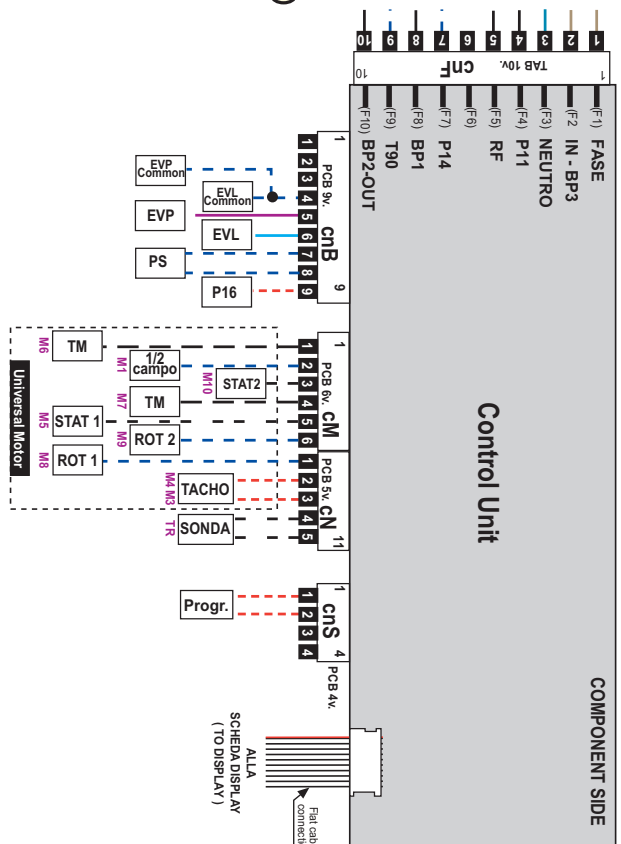 10
9
8
7
6
5
4
3
2
1
10
cnF
TAB 10v.
1
(F10)
(F9)
(F8)
(F7)
(F6)
(F5)
(F4)
(F3)
(F2
(F1)
BP2-OUT
T90
BP1
P14
RF
P11
NEUTRO
IN - BP3
FASE
1
PCB 9v.
cnB
9
1
2
3
4
5
6
7
8
9
EVP
Common
EVL
Common
EVP
EVL
PS
P16
Universal Motor
M6
TM
M1
1/2
campo
M10
STAT2
M7
TM
M5
STAT 1
M9
ROT 2
M8
ROT 1
M4 M3
TACHO
TR
SONDA
1
PCB 6v.
cM
1
2
3
4
5
6
PCB 5v.
cN
11
1
2
3
4
5
Control Unit
Progr.
1
cnS
4
1
2
3
4
PCB 4v.
COMPONENT SIDE
ALLA
SCHEDA DISPLAY
( TO DISPLAY )
Flat